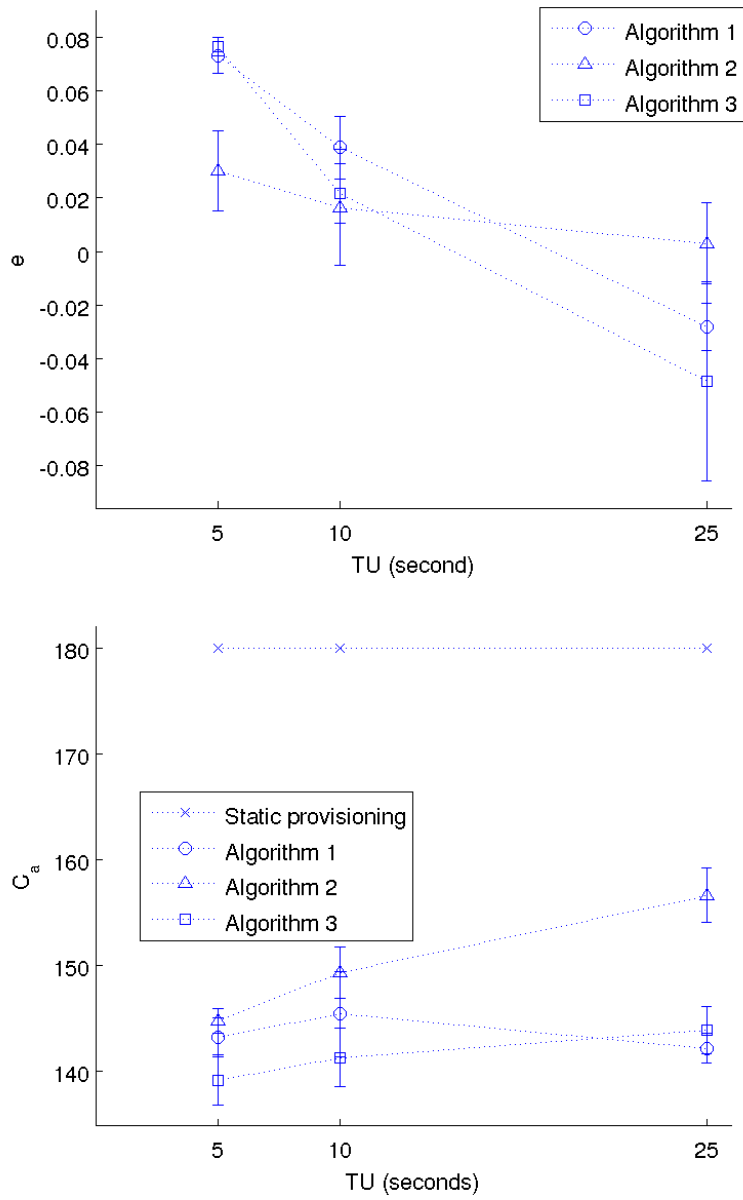 0.08
0.06
0.04
0.02
0
-0.02
-0.04
-0.06
-0.08
e
5
10
25
TU (second)
Algorithm 1
Algorithm 2
Algorithm 3
180
170
160
150
140
C_a
5
10
25
TU (seconds)
Static provisioning
Algorithm 1
Algorithm 2
Algorithm 3